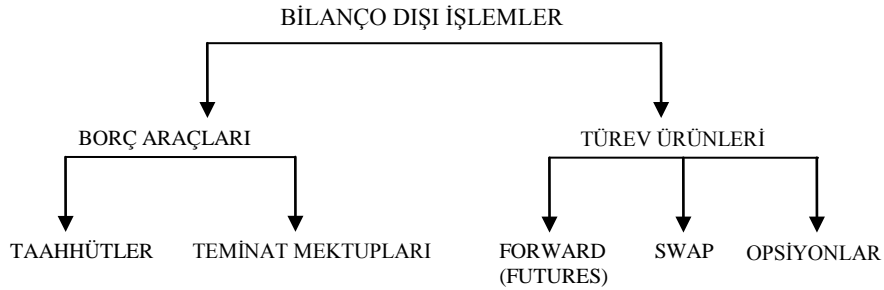 BİLANÇO DIŞI İŞLEMLER
BORÇ ARAÇLARI
TÜREV ÜRÜNLERİ
TAAHHÜTLER
TEMİNAT MEKTUPLARI
FORWARD
(FUTURES)
SWAP
OPSİYONLAR